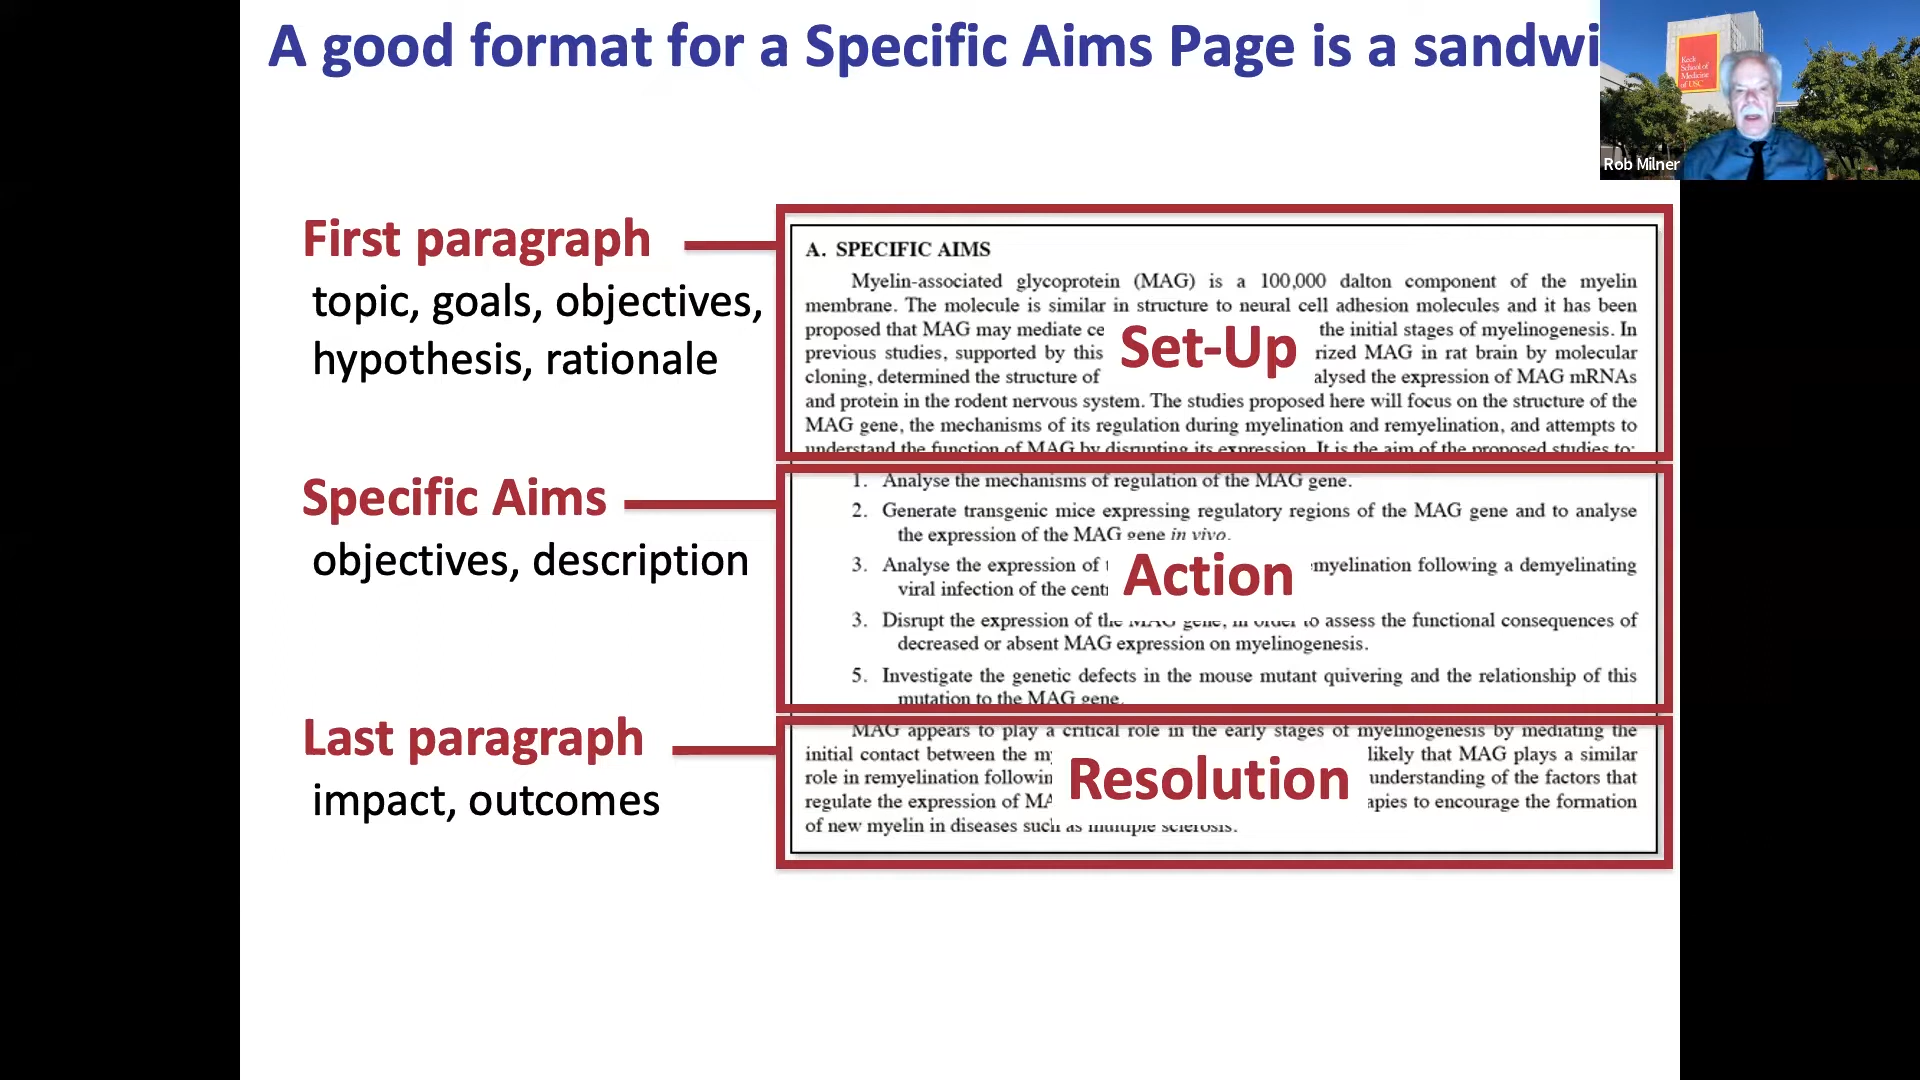 A good format for a Specific Aims Page is a sandwi
Keck
School of
Medicine
of USC
Rob Milner
First paragraph
topic, goals, objectives,
hypothesis, rationale
A. SPECIFIC AIMS
Myelin-associated glycoprotein (MAG) is a 100,000 dalton component of the myelin
membrane. The molecule is similar in structure to neural cell adhesion molecules and it has been
proposed that MAG may mediate ce the initial stages of myelinogenesis. In
previous studies, supported by this rized MAG in rat brain by molecular
cloning, determined the structure of alysed the expression of MAG mRNAs
and protein in the rodent nervous system. The studies proposed here will focus on the structure of the
MAG gene, the mechanisms of its regulation during myelination and remyelination, and attempts to
understand the function of MAG by disrupting its expression. It is the aim of the proposed studies to:
Set-Up
Specific Aims
objectives, description
1. Analyse the mechanisms of regulation of the MAG gene.
2. Generate transgenic mice expressing regulatory regions of the MAG gene and to analyse
the expression of the MAG gene in vivo.
3. Analyse the expression of myelination following a demyelinating
viral infection of the cent
3. Disrupt the expression of the MAG gene, in order to assess the functional consequences of
decreased or absent MAG expression on myelinogenesis.
5. Investigate the genetic defects in the mouse mutant quivering and the relationship of this
mutation to the MAG gene.
Action
Last paragraph
impact, outcomes
MAG appears to play a critical role in the early stages of myelinogenesis by mediating the
initial contact between the m likely that MAG plays a similar
role in remyelination followin understanding of the factors that
regulate the expression of MA apies to encourage the formation
of new myelin in diseases such as multiple sclerosis.
Resolution